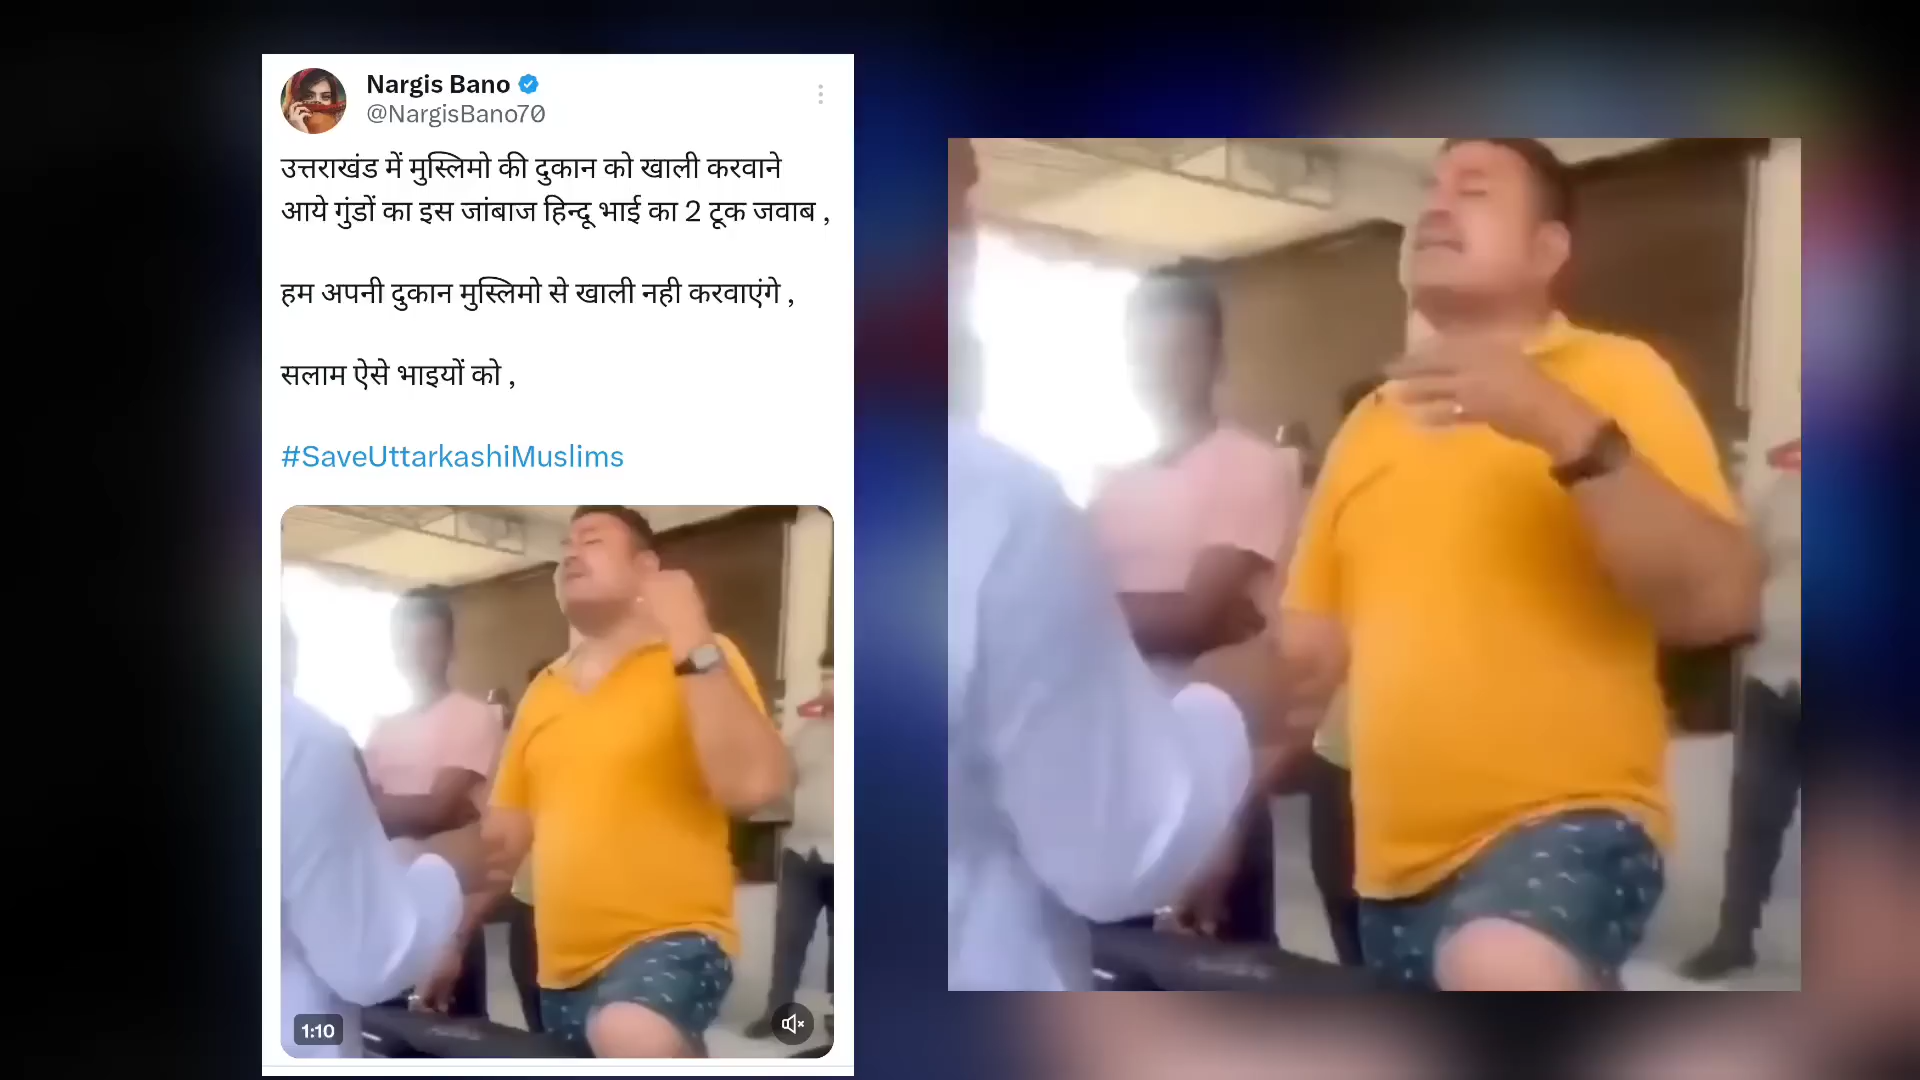 Nargis Bano
@NargisBano70
उत्तराखंड में मुस्लिमो की दुकान को खाली करवाने
आये गुंडों का इस जांबाज हिन्दू भाई का 2 टूक जवाब ,
हम अपनी दुकान मुस्लिमो से खाली नही करवाएंगे ,
सलाम ऐसे भाइयों को ,
#SaveUttarkashiMuslims
1:10